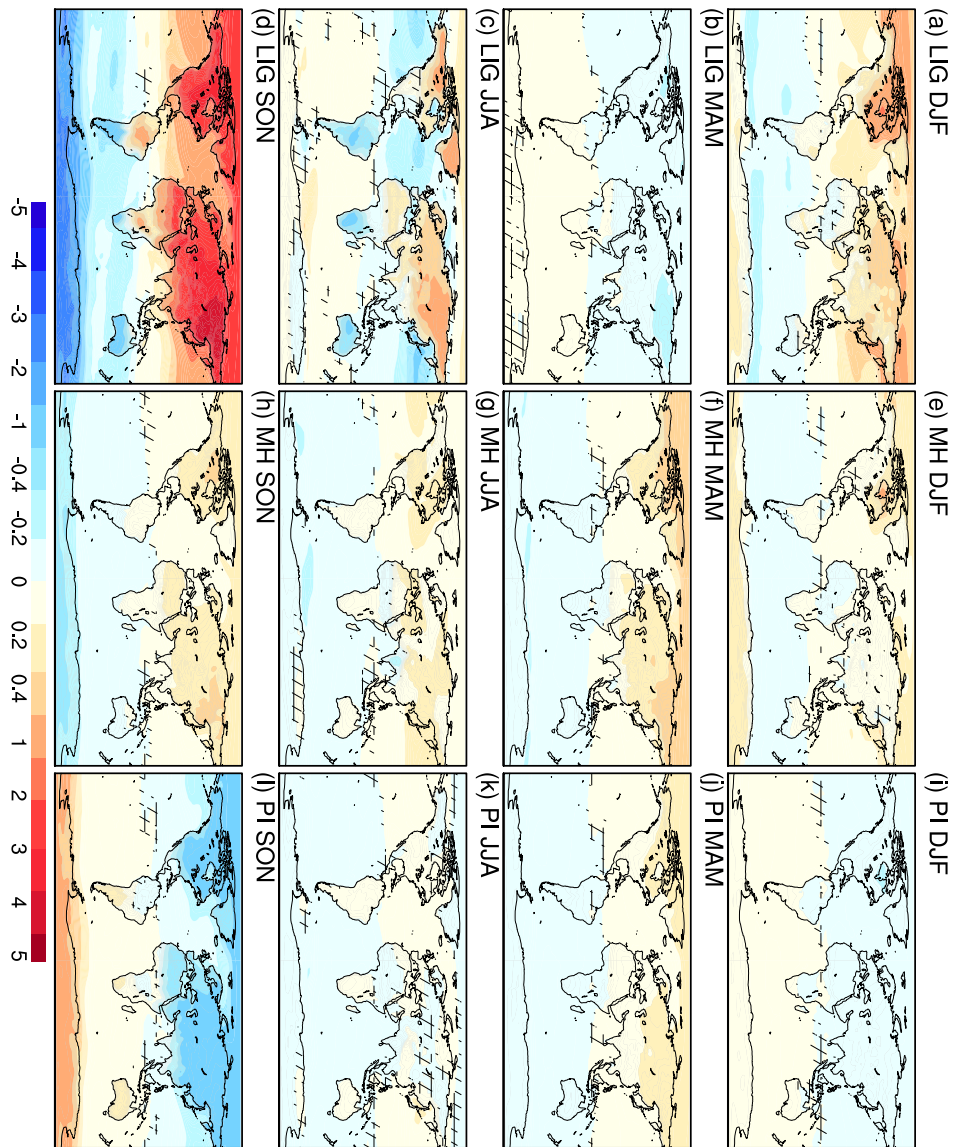 (a) LIG DJF
(e) MH DJF
(i) PI DJF
(b) LIG MAM
(f) MH MAM
(j) PI MAM
(c) LIG JJA
(g) MH JJA
(k) PI JJA
(d) LIG SON
(h) MH SON
(l) PI SON
-5 -4 -3 -2 -1 -0.4 -0.2 0 0.2 0.4 1 2 3 4 5